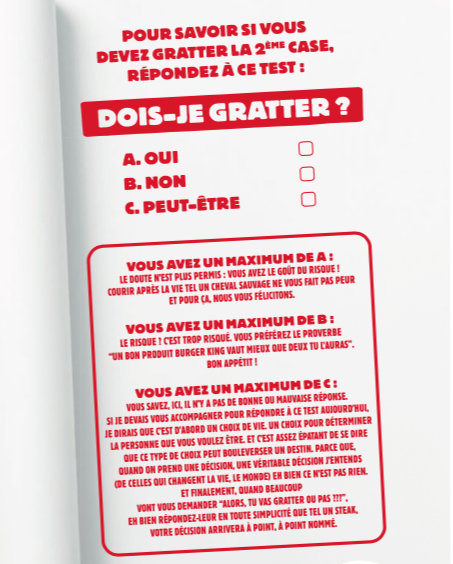 POUR SAVOIR SI VOUS
DEVEZ GRATTER LA 2ÈME CASE,
RÉPONDEZ À CE TEST :
DOIS-JE GRATTER ?
A. OUI
B. NON
C. PEUT-ÊTRE
VOUS AVEZ UN MAXIMUM DE A :
LE DOUTE N'EST PLUS PERMIS : VOUS AVEZ LE GOÛT DU RISQUE !
COURIR APRÈS LA VIE TEL UN CHEVAL SAUVAGE NE VOUS FAIT PAS PEUR
ET POUR ÇA, NOUS VOUS FÉLICITONS.
VOUS AVEZ UN MAXIMUM DE B :
LE RISQUE ? C'EST TROP RISQUÉ. VOUS PRÉFÉREZ LE PROVERBE
"UN BON PRODUIT BURGER KING VAUT MIEUX QUE DEUX TU L'AURAS".
BON APPÉTIT !
VOUS AVEZ UN MAXIMUM DE C :
VOUS SAVEZ, ICI, IL N'Y A PAS DE BONNE OU MAUVAISE RÉPONSE.
SI JE DEVAIS VOUS ACCOMPAGNER POUR RÉPONDRE À CE TEST AUJOURD'HUI,
JE DIRAIS QUE C'EST D'ABORD UN CHOIX DE VIE. UN CHOIX POUR DÉTERMINER
LA PERSONNE QUE VOUS VOULEZ ÊTRE. ET C'EST ASSEZ ÉPATANT DE SE DIRE
QUE CE TYPE DE CHOIX PEUT BOULEVERSER UN DESTIN. PARCE QUE,
QUAND ON PREND UNE DÉCISION, UNE VÉRITABLE DÉCISION J'ENTENDS
(DE CELLES QUI CHANGENT LA VIE, LE MONDE) EH BIEN CE N'EST PAS RIEN.
ET FINALEMENT, QUAND BEAUCOUP
VONT VOUS DEMANDER "ALORS, TU VAS GRATTER OU PAS ?!!",
EH BIEN RÉPONDEZ-LEUR EN TOUTE SIMPLICITÉ QUE TEL UN STEAK,
VOTRE DÉCISION ARRIVERA À POINT, À POINT NOMMÉ.